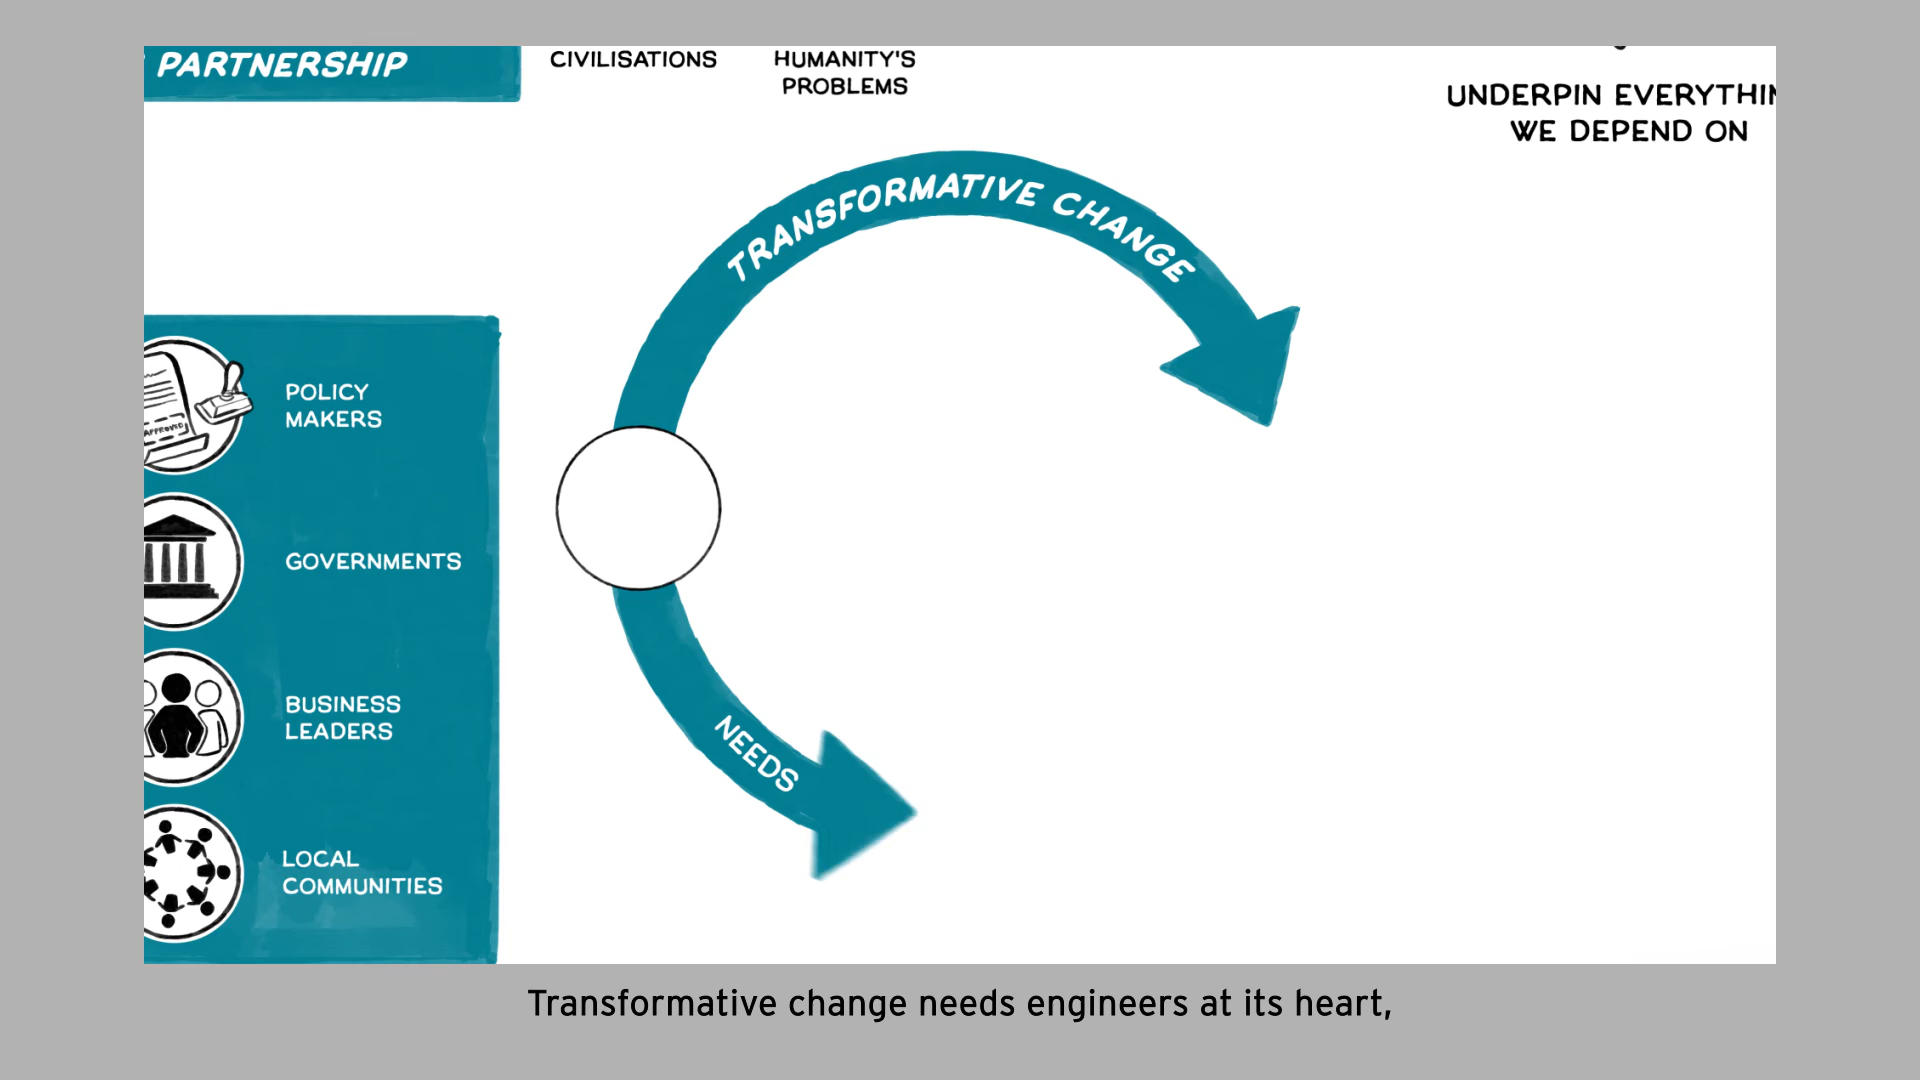 PARTNERSHIP
CIVILISATIONS
HUMANITY'S
PROBLEMS
UNDERPIN
WE DEPEND ON
TRANSFORMATIVE CHANGE
POLICY
MAKERS
APPROVED
GOVERNMENTS
BUSINESS
LEADERS
NEEDS
LOCAL
COMMUNITIES
Transformative change needs engineers at its heart,